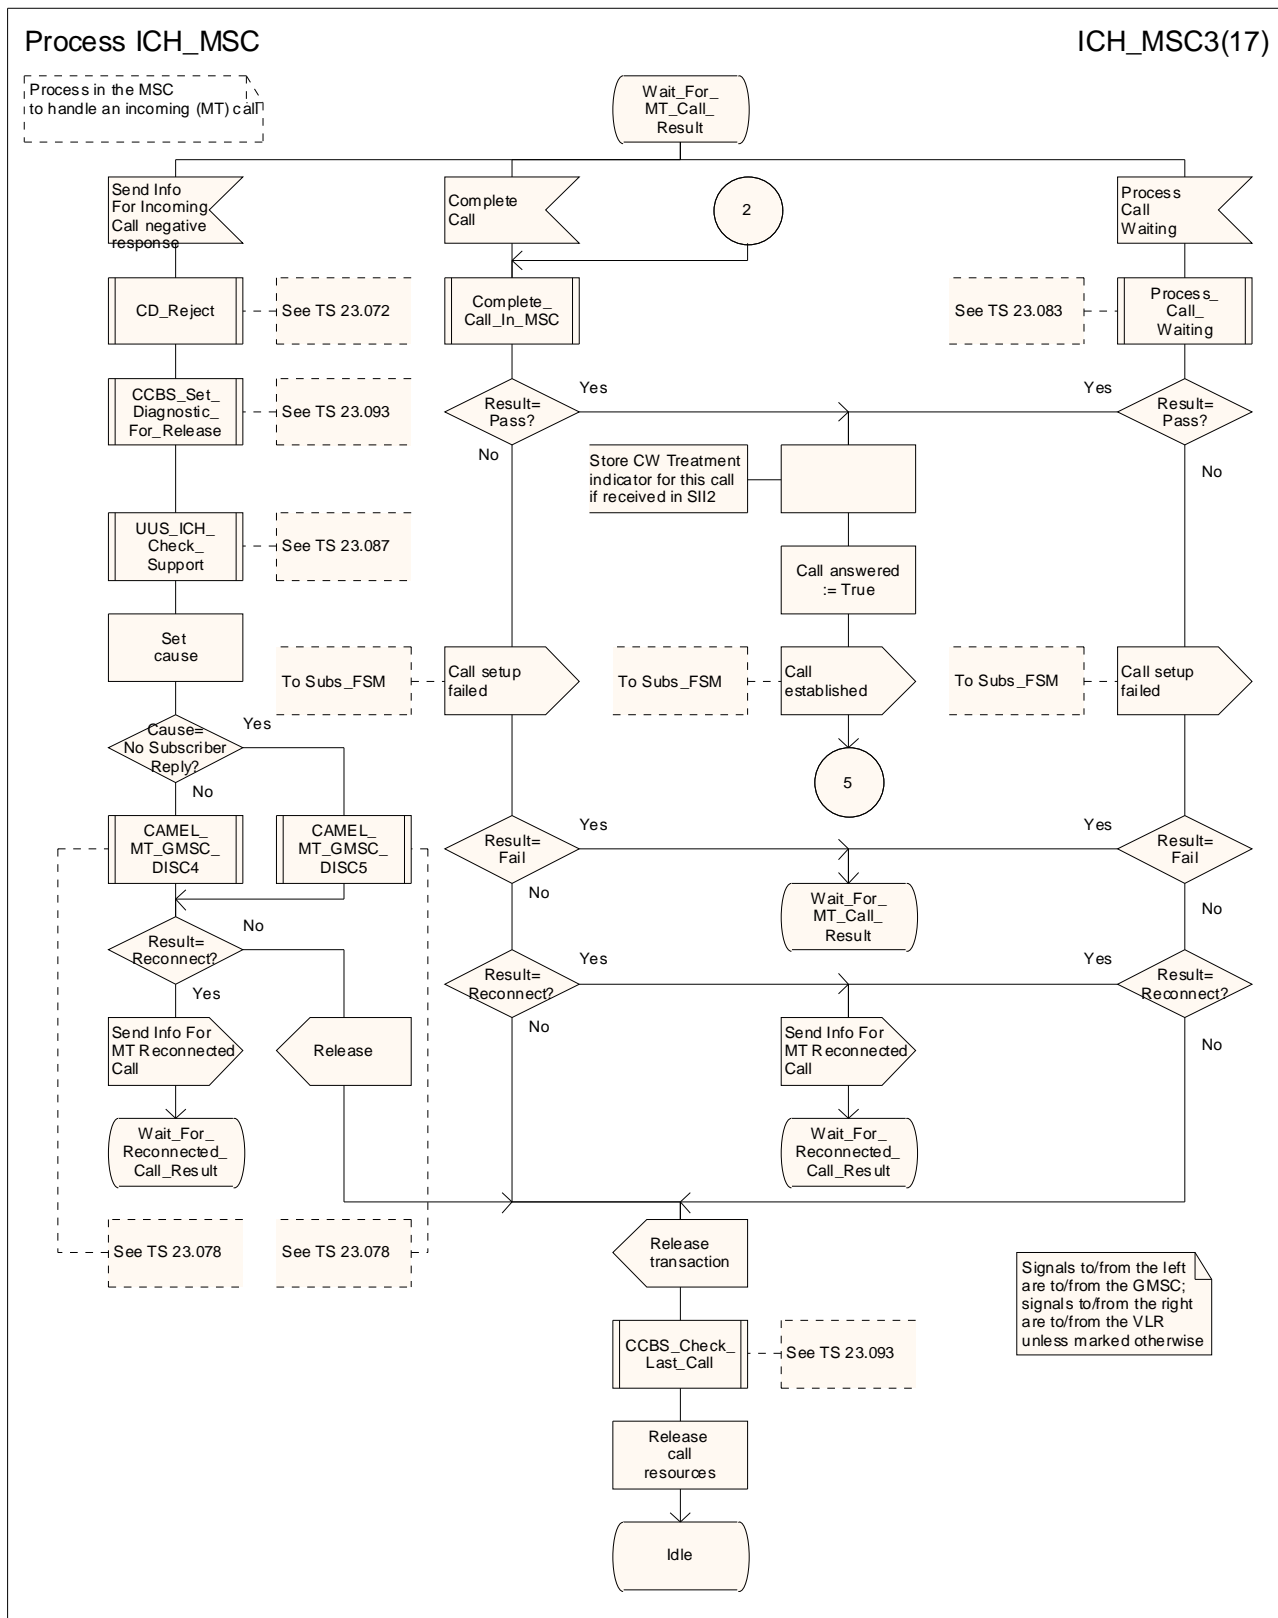 Process ICH_MSC
ICH_MSC3(17)
Process in the MSC
to handle an incoming (MT) call
Wait_For_
MT_Call_
Result
Send Info
For Incoming
Call negative
response
Complete
Call
2
Process
Call
Waiting
CD_Reject
See TS 23.072
Complete_
Call_In_MSC
See TS 23.083
Process_
Call_
Waiting
CCBS_Set_
Diagnostic_
For_Release
See TS 23.093
Result=
Pass?
Yes
No
Yes
Result=
Pass?
No
Store CW Treatment
indicator for this call
if received in SII2
UUS_ICH_
Check_
Support
See TS 23.087
Call answered
:= True
Set
cause
To Subs_FSM
Call setup
failed
To Subs_FSM
Call
established
To Subs_FSM
Call setup
failed
Cause=
No Subscriber
Reply?
Yes
No
5
CAMEL_
MT_GMSC_
DISC4
CAMEL_
MT_GMSC_
DISC5
Result=
Fail
Yes
No
Yes
Result=
Fail
No
Wait_For_
MT_Call_
Result
Result=
Reconnect?
No
Yes
Result=
Reconnect?
Yes
No
Yes
Result=
Reconnect?
No
Send Info For
MT Reconnected
Call
Release
Send Info For
MT Reconnected
Call
Wait_For_
Reconnected_
Call_Result
Wait_For_
Reconnected_
Call_Result
See TS 23.078
See TS 23.078
Release
transaction
Signals to/from the left
are to/from the GMSC;
signals to/from the right
are to/from the VLR
unless marked otherwise
CCBS_Check_
Last_Call
See TS 23.093
Release
call
resources
Idle